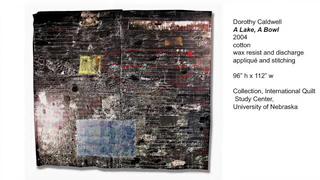 Dorothy Caldwell
A Lake, A Bowl
2004
cotton
wax resist and discharge
appliqué and stitching
96” h x 112” w
Collection, International Quilt
Study Center,
University of Nebraska